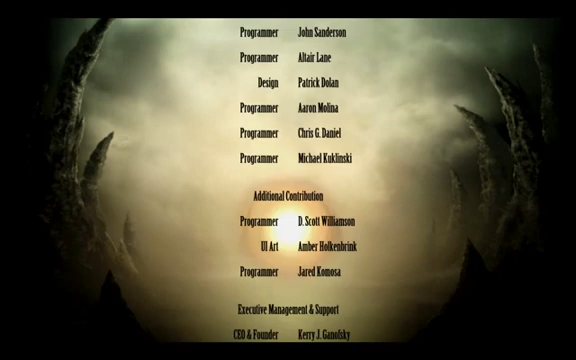 Programmer John Sanderson
Programmer Altair Lane
Design Patrick Dolan
Programmer Aaron Molina
Programmer Chris G. Daniel
Programmer Michael Kuklinski
Additional Contribution
Programmer D. Scott Williamson
UI Art Amber Holkenbrink
Programmer Jared Komosa
Executive Management & Support
CEO & Founder Kerry J. Ganofsky